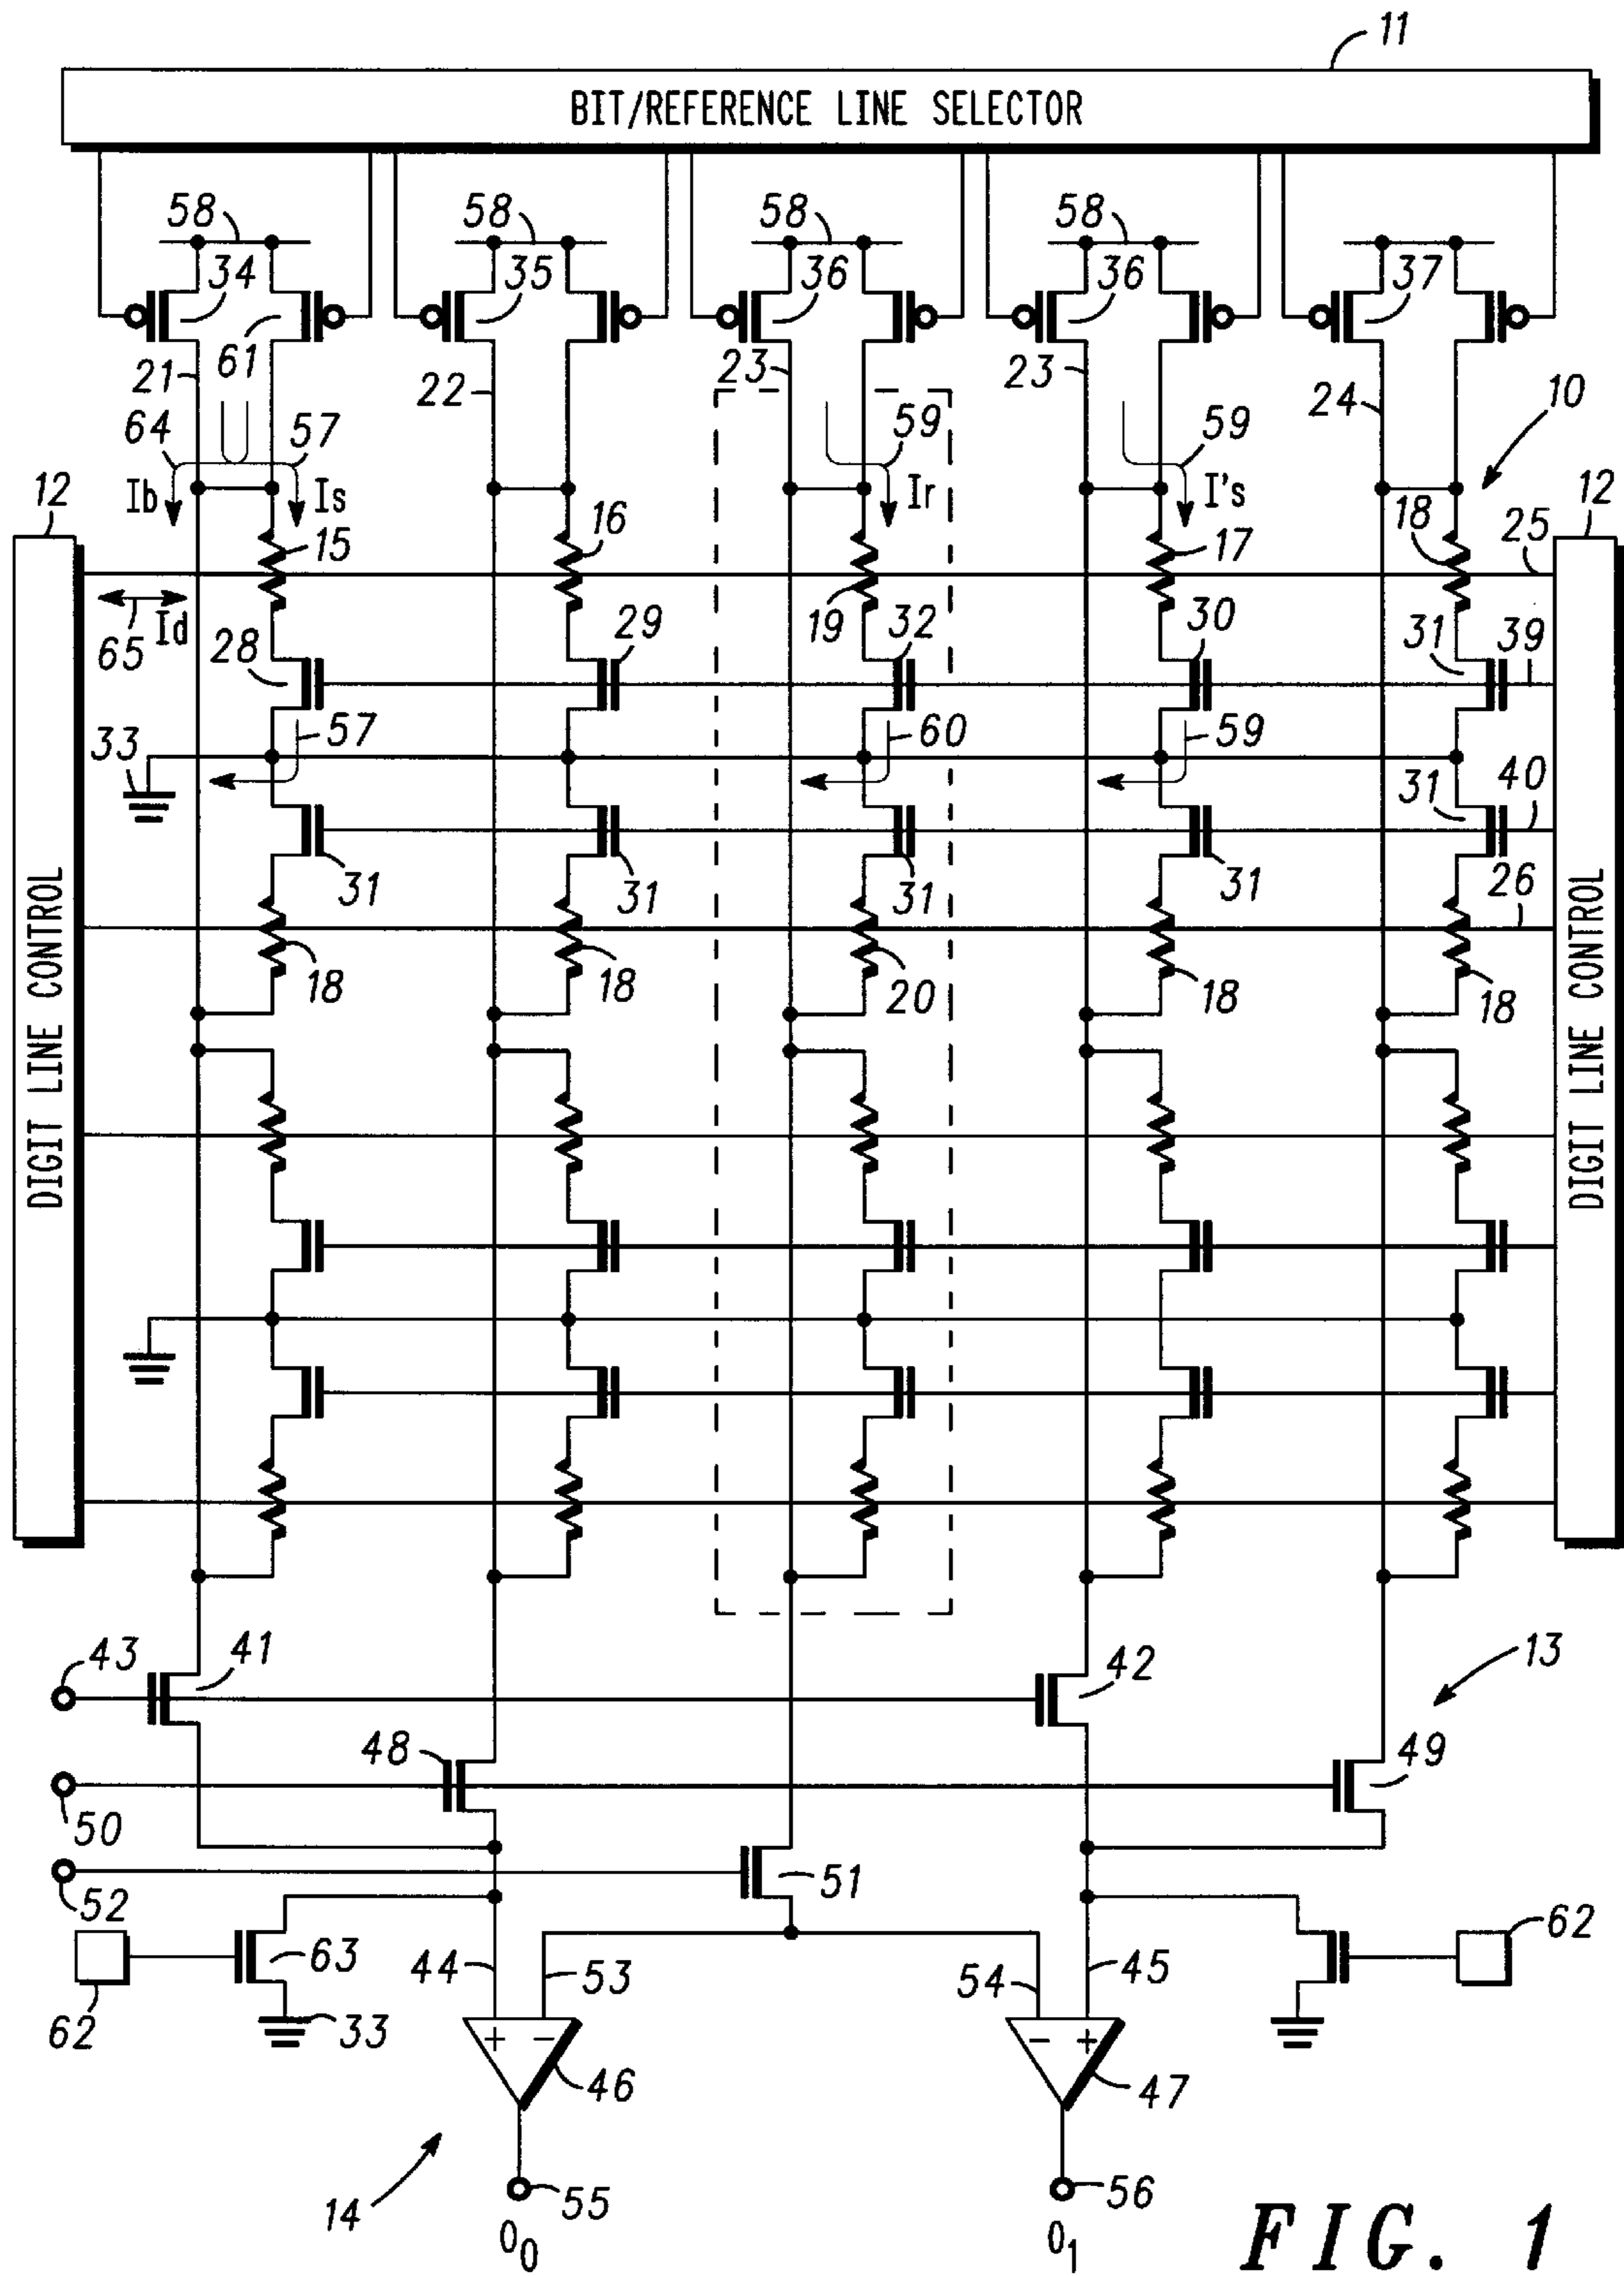 11
BIT/REFERENCE LINE SELECTOR
58 58 58 58
34 61 35 36 36 37
21 22 23 23 24 10
64 57 59 59
12 Ib Is Ir I's 12
15 16 17 18 25
65 Id 19
28 29 32 30 31 39
33 57 60 59 40
31
31 31 31 31 26
18 18 20 18 18
DIGIT LINE CONTROL
DIGIT LINE CONTROL
43 41 42 13
48 49
50
52 51
62 63 44 53 54 45 62
33
+ − − +
46 47
14 55 56
O0 O1
FIG. 1